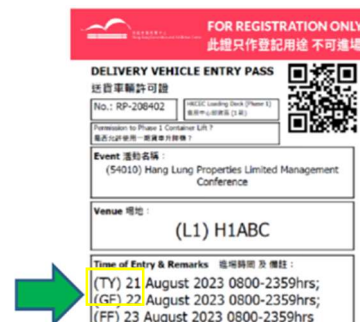 FOR REGISTRATION ONLY
此證只作登記用途 不可進場
DELIVERY VEHICLE ENTRY PASS
送貨車輛許可證
No.: RP-208402
HKCEC Loading Dock (Phase 1)
Permission to Phase 1 Container Lift ?
Event 活動名稱 :
(54010) Hang Lung Properties Limited Management
Conference
Venue 場地 :
(L1) H1ABC
Time of Entry & Remarks 進場時間 及 備註 :
(TY) 21 August 2023 0800-2359hrs;
(GF) 22 August 2023 0800-2359hrs;
(FF) 23 August 2023 0800-2359hrs